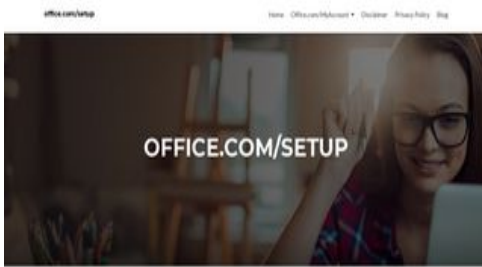 office.com/setup
Home Office.com/MyAccount Disclaimer Privacy Policy Blog
OFFICE.COM/SETUP